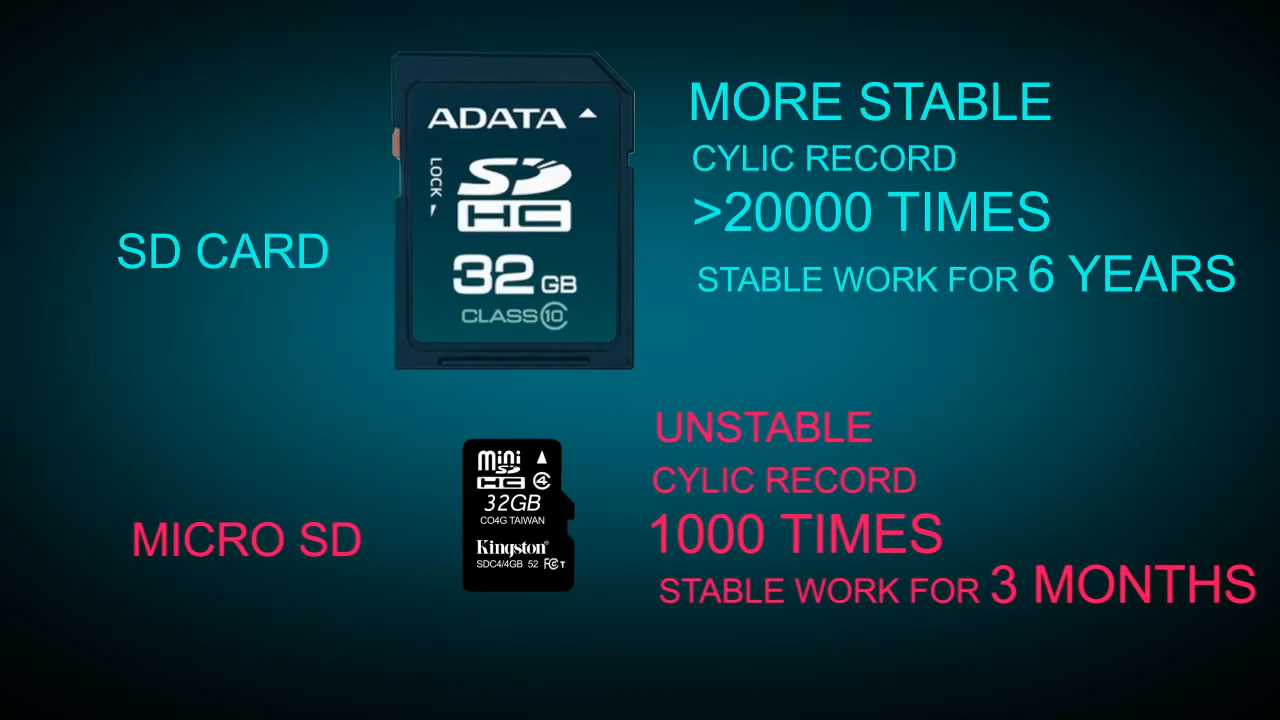 SD CARD
ADATA
LOCK
SD
HC
32 GB
CLASS 10
MORE STABLE
CYLIC RECORD
>20000 TIMES
STABLE WORK FOR 6 YEARS
MICRO SD
mini
SD
HC 4
32GB
CO4G TAIWAN
Kingston
SDC4/4GB 52 FC T
UNSTABLE
CYLIC RECORD
1000 TIMES
STABLE WORK FOR 3 MONTHS